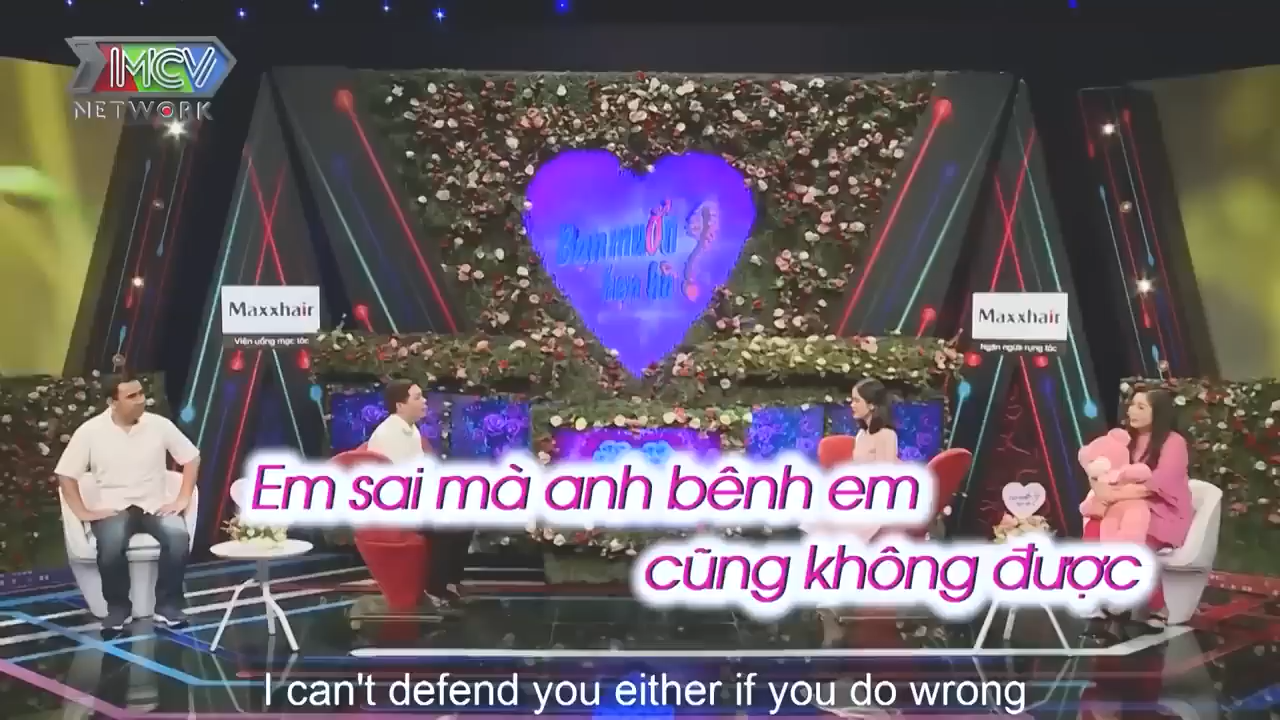 MCV
NETWORK
Bạn muốn
hẹn hò
?
Maxxhair
Viên uống mọc tóc
Maxxhair
Ngăn ngừa rụng tóc
Em sai mà anh bênh em
cũng không được
I can't defend you either if you do wrong